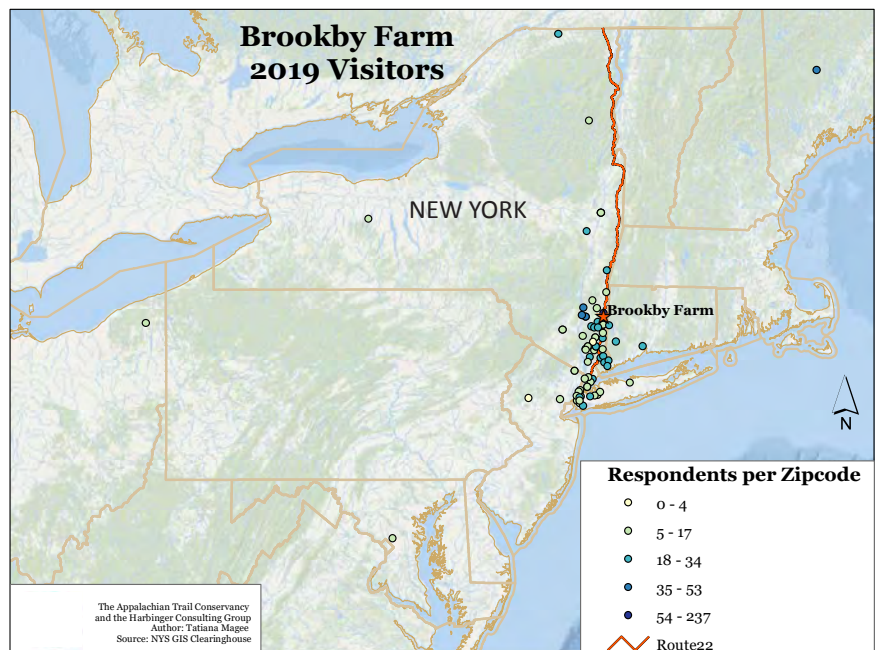 Brookby Farm
2019 Visitors
NEW YORK
Brookby Farm
N
Respondents per Zipcode
0 - 4
5 - 17
18 - 34
35 - 53
54 - 237
Route22
The Appalachian Trail Conservancy
and the Harbinger Consulting Group
Author: Tatiana Magee
Source: NYS GIS Clearinghouse